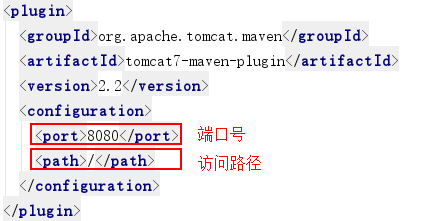 <plugin>
<groupId>org.apache.tomcat.maven</groupId>
<artifactId>tomcat7-maven-plugin</artifactId>
<version>2.2</version>
<configuration>
<port>8080</port> 端口号
<path>/</path> 访问路径
</configuration>
</plugin>